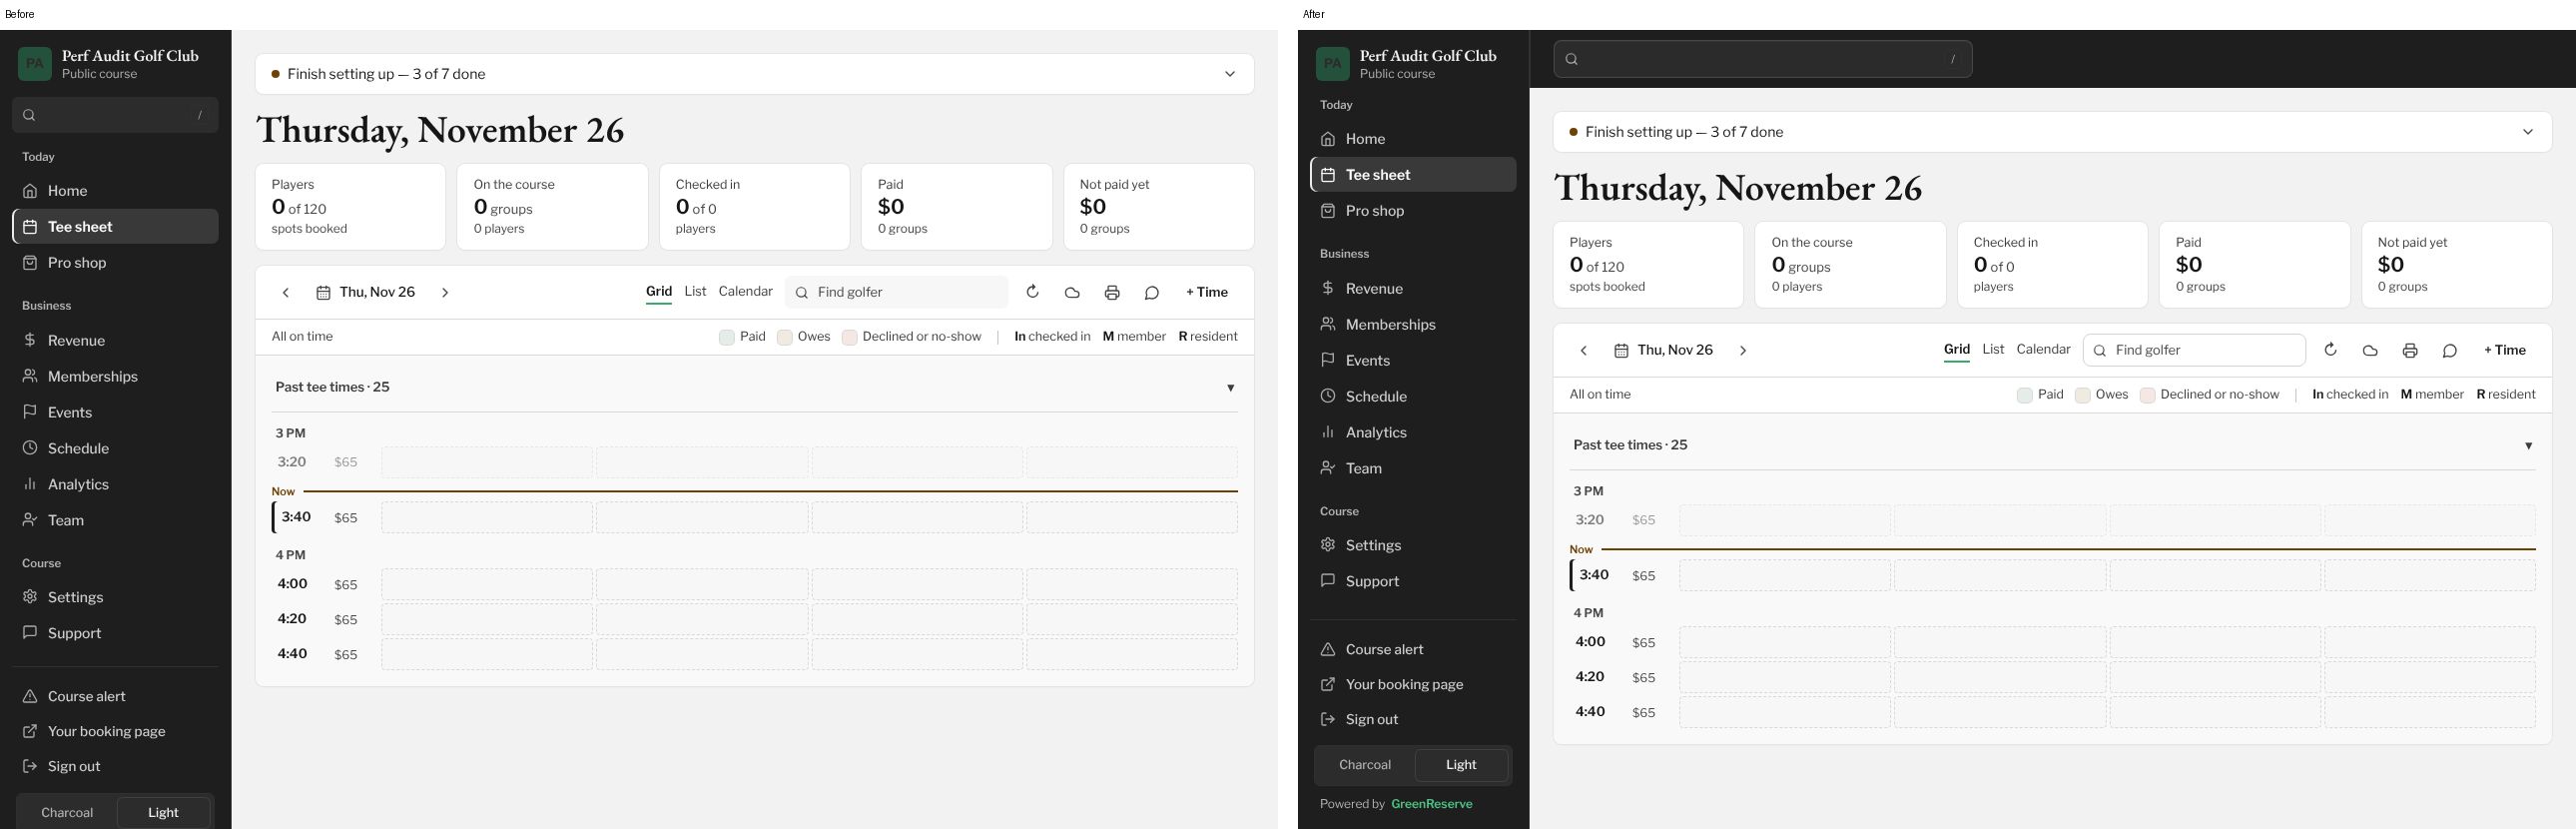 Before
PA
Perf Audit Golf Club
Public course
/
Today
Home
Tee sheet
Pro shop
Business
Revenue
Memberships
Events
Schedule
Analytics
Team
Course
Settings
Support
Course alert
Your booking page
Sign out
Charcoal Light
Finish setting up — 3 of 7 done
Thursday, November 26
Players
0 of 120
spots booked
On the course
0 groups
0 players
Checked in
0 of 0
players
Paid
$0
0 groups
Not paid yet
$0
0 groups
Thu, Nov 26 Grid List Calendar Find golfer + Time
All on time Paid Owes Declined or no-show In checked in M member R resident
Past tee times · 25
3 PM
3:20 $65
Now
3:40 $65
4 PM
4:00 $65
4:20 $65
4:40 $65
After
PA
Perf Audit Golf Club
Public course
Today
Home
Tee sheet
Pro shop
Business
Revenue
Memberships
Events
Schedule
Analytics
Team
Course
Settings
Support
Course alert
Your booking page
Sign out
Charcoal Light
Powered by GreenReserve
/
Finish setting up — 3 of 7 done
Thursday, November 26
Players
0 of 120
spots booked
On the course
0 groups
0 players
Checked in
0 of 0
players
Paid
$0
0 groups
Not paid yet
$0
0 groups
Thu, Nov 26 Grid List Calendar Find golfer + Time
All on time Paid Owes Declined or no-show In checked in M member R resident
Past tee times · 25
3 PM
3:20 $65
Now
3:40 $65
4 PM
4:00 $65
4:20 $65
4:40 $65